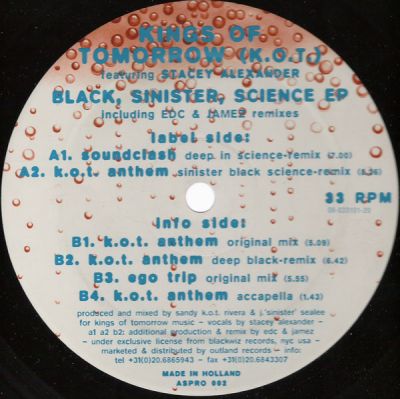 KINGS OF
TOMORROW (K.O.T.)
featuring STACEY ALEXANDER
BLACK, SINISTER, SCIENCE EP
including EDC & JAMEZ remixes
label side:
A1. soundclash deep in science-remix (7.00)
A2. k.o.t. anthem sinister black science-remix (6.36)
33 RPM
info side:
B1. k.o.t. anthem original mix (5.09)
B2. k.o.t. anthem deep black-remix (6.42)
B3. ego trip original mix (5.55)
B4. k.o.t. anthem accapella (1.43)
produced and mixed by sandy k.o.t. rivera & j.'sinister' sealee
for kings of tomorrow music - vocals by stacey alexander -
a1 a2 b2: additional production & remix by edc & jamez
- under exclusive license from blackwiz records, nyc usa -
marketed & distributed by outland records - info:
tel +31(0)20.6865943 - fax +31(0)20.6843307
MADE IN HOLLAND
ASPRO 002